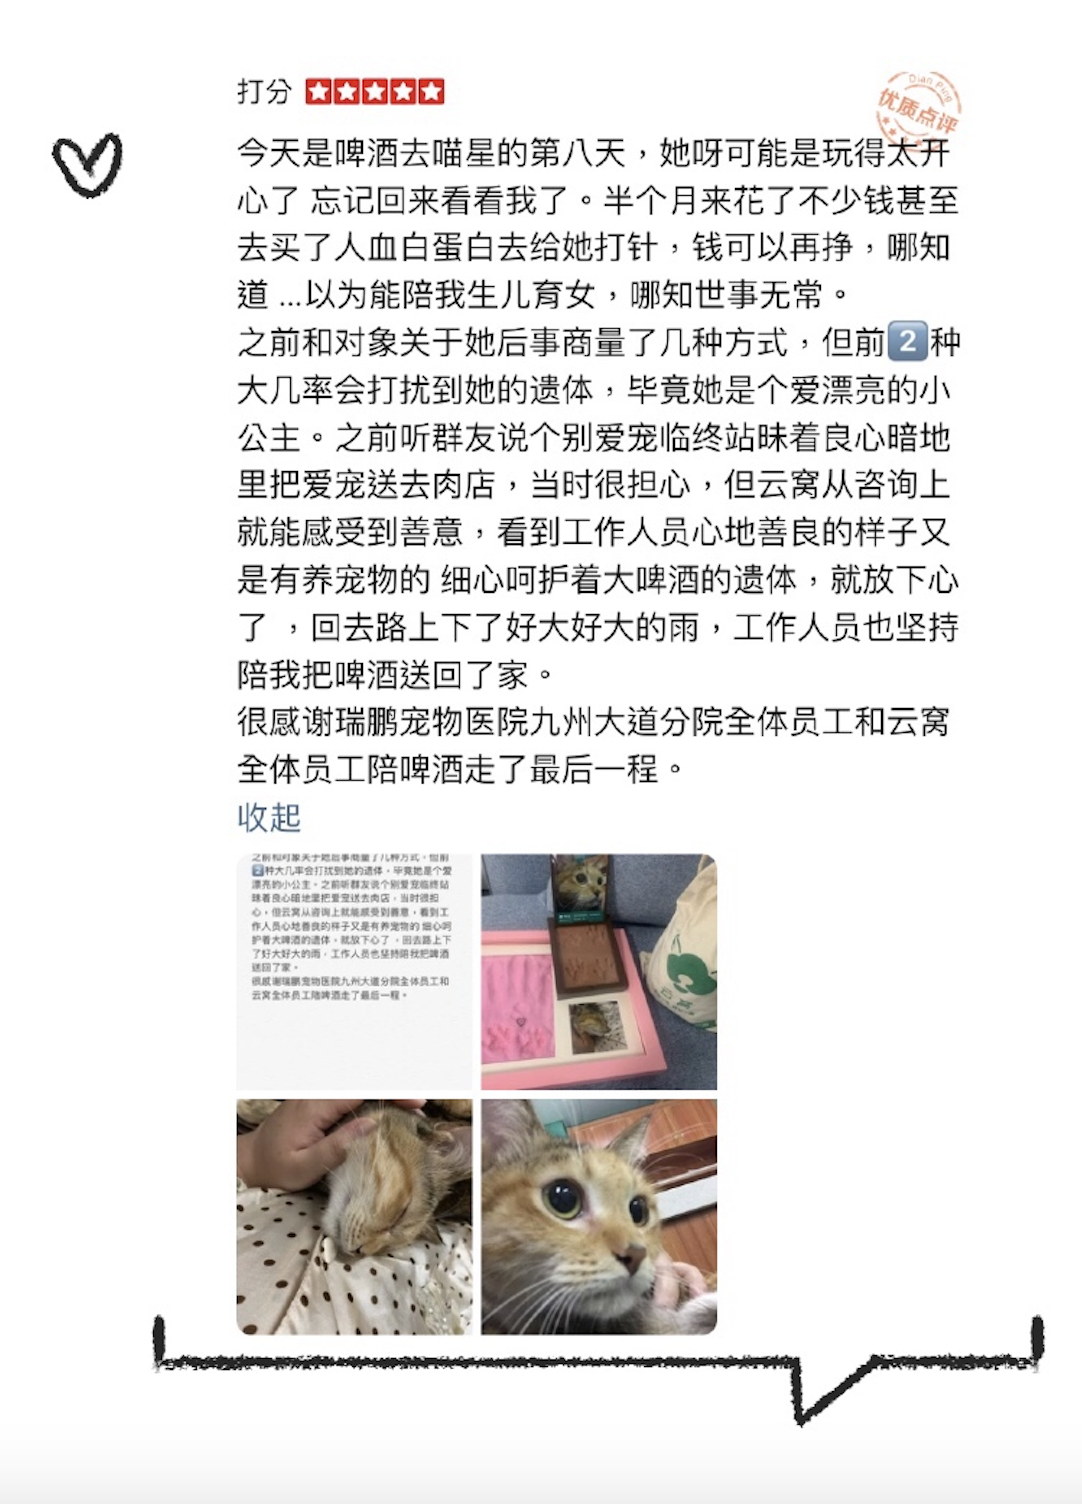 打分
Dian Ping
优质点评
今天是啤酒去喵星的第八天，她呀可能是玩得太开
心了 忘记回来看看我了。半个月来花了不少钱甚至
去买了人血白蛋白去给她打针，钱可以再挣，哪知
道 ...以为能陪我生儿育女，哪知世事无常。
之前和对象关于她后事商量了几种方式，但前2️⃣种
大几率会打扰到她的遗体，毕竟她是个爱漂亮的小
公主。之前听群友说个别爱宠临终站昧着良心暗地
里把爱宠送去肉店，当时很担心，但云窝从咨询上
就能感受到善意，看到工作人员心地善良的样子又
是有养宠物的 细心呵护着大啤酒的遗体，就放下心
了 ，回去路上下了好大好大的雨，工作人员也坚持
陪我把啤酒送回了家。
很感谢瑞鹏宠物医院九州大道分院全体员工和云窝
全体员工陪啤酒走了最后一程。
收起
之前和对象关于她后事商量了几种方式，但前
2️⃣种大几率会打扰到她的遗体，毕竟她是个爱
漂亮的小公主。之前听群友说个别爱宠临终站
昧着良心暗地里把爱宠送去肉店，当时很担
心，但云窝从咨询上就能感受到善意，看到工
作人员心地善良的样子又是有养宠物的 细心呵
护着大啤酒的遗体，就放下心了 ，回去路上下
了好大好大的雨，工作人员也坚持陪我把啤酒
送回了家。
很感谢瑞鹏宠物医院九州大道分院全体员工和
云窝全体员工陪啤酒走了最后一程。